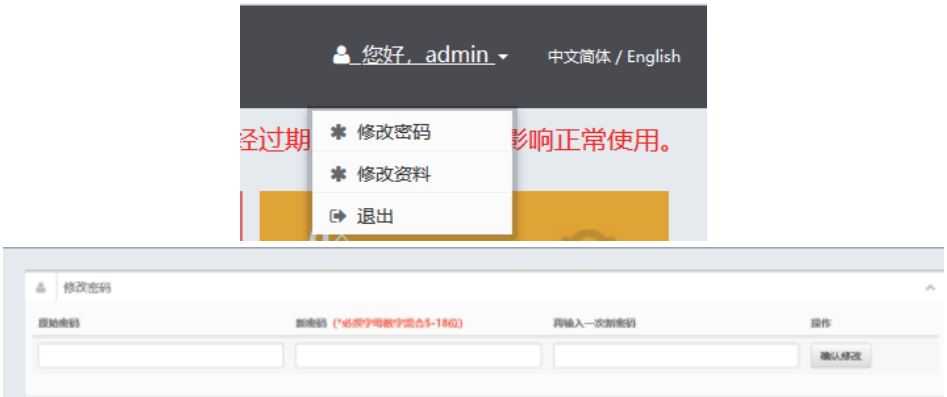 您好，admin
中文简体 / English
经过期
影响正常使用。
修改密码
修改资料
退出
修改密码
原始密码
新密码 (*必须字母数字混合5-18位)
再输入一次新密码
操作
确认修改